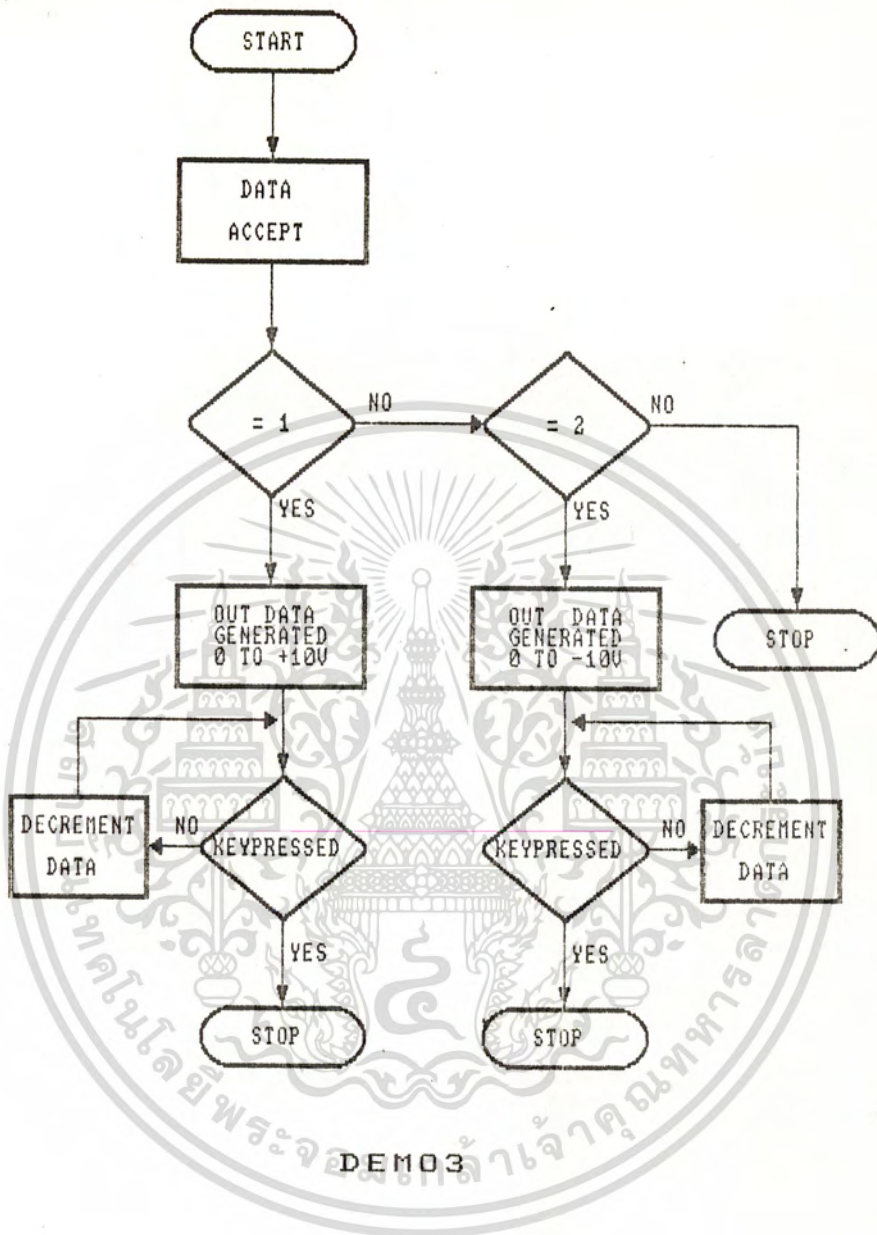 START
DATA
ACCEPT
= 1
NO
= 2
NO
YES
YES
OUT DATA
GENERATED
0 TO +10V
OUT DATA
GENERATED
0 TO -10V
STOP
DECREMENT
DATA
NO
KEYPRESSED
KEYPRESSED
NO
DECREMENT
DATA
YES
YES
STOP
STOP
DEMO3